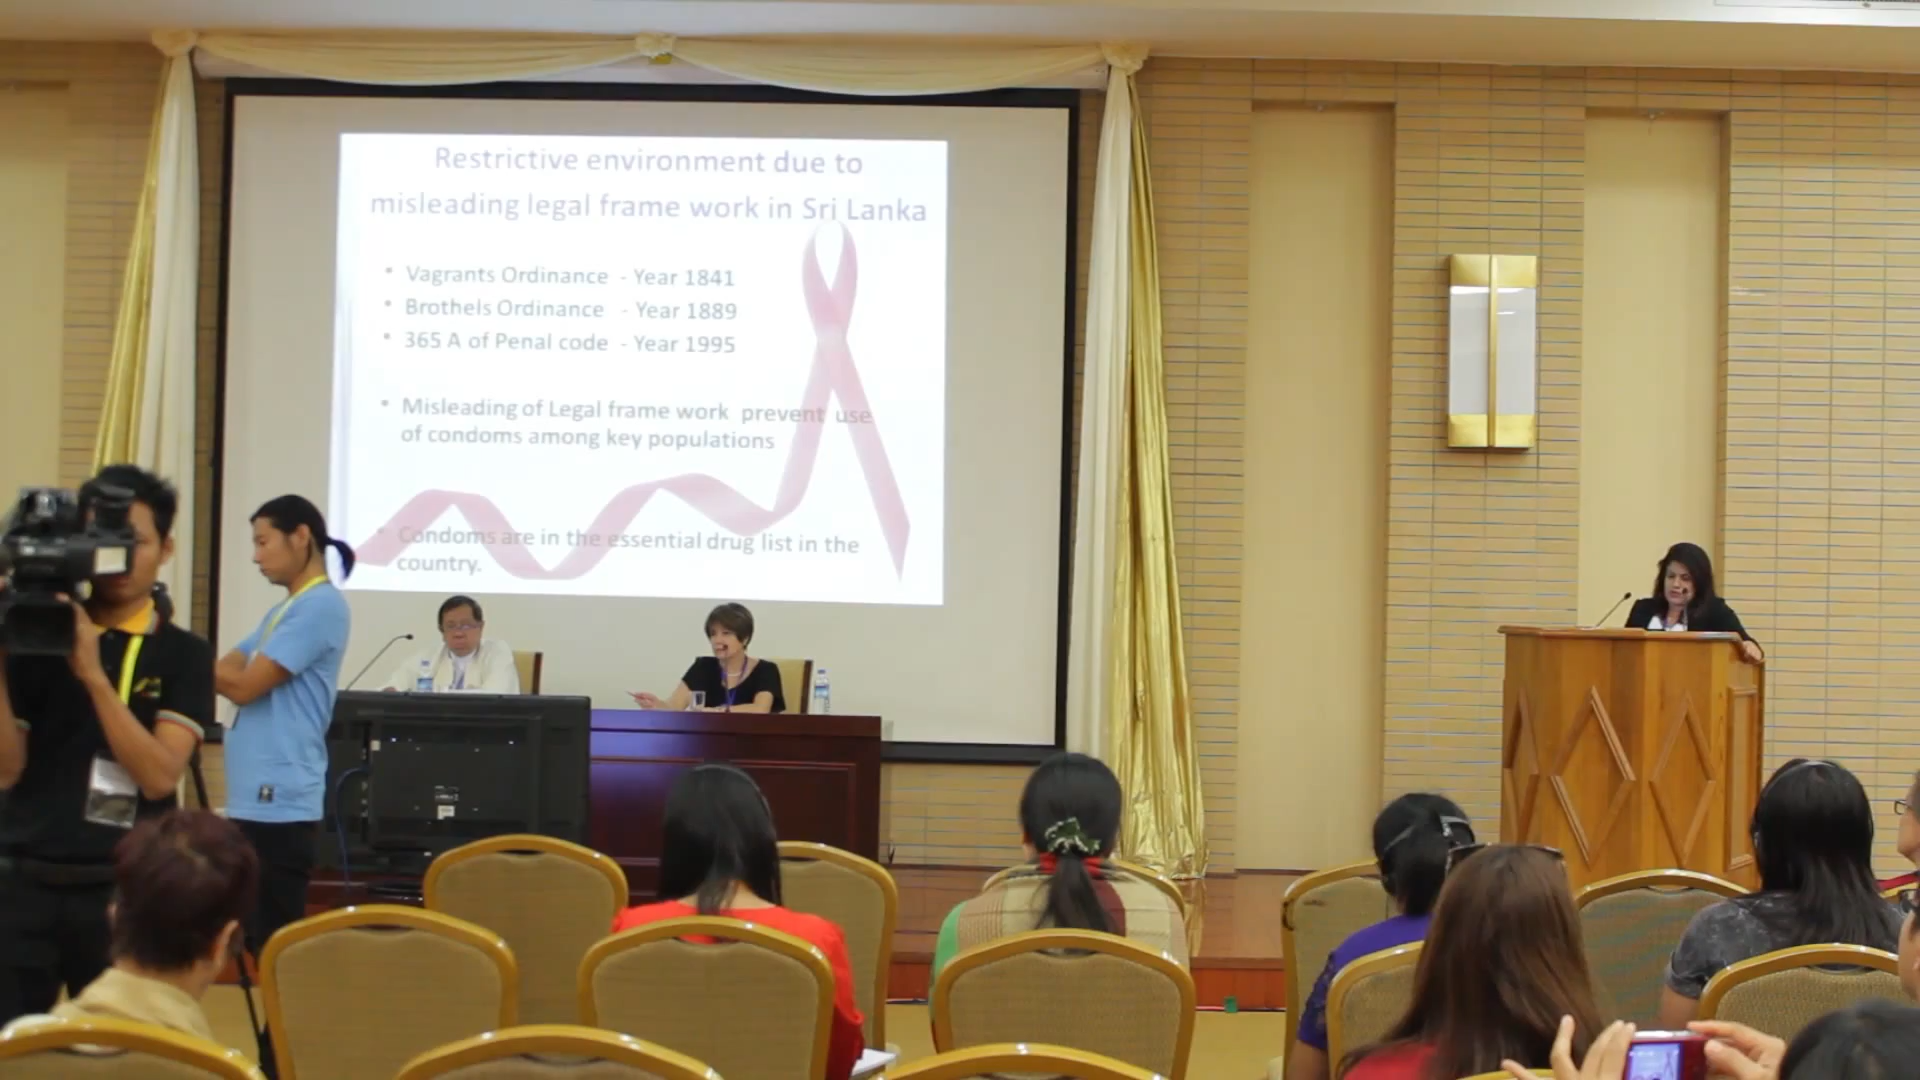 Restrictive environment due to
misleading legal frame work in Sri Lanka
• Vagrants Ordinance - Year 1841
• Brothels Ordinance - Year 1889
• 365 A of Penal code - Year 1995
• Misleading of Legal frame work prevent use
of condoms among key populations
• Condoms are in the essential drug list in the
country.